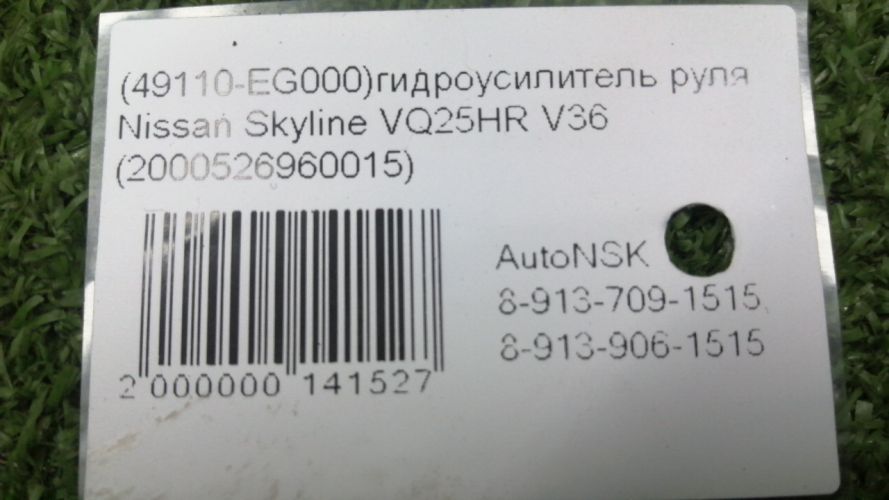 (49110-EG000)гидроусилитель руля
Nissan Skyline VQ25HR V36
(2000526960015)
AutoNSK
8-913-709-1515,
8-913-906-1515
2 000000 141527